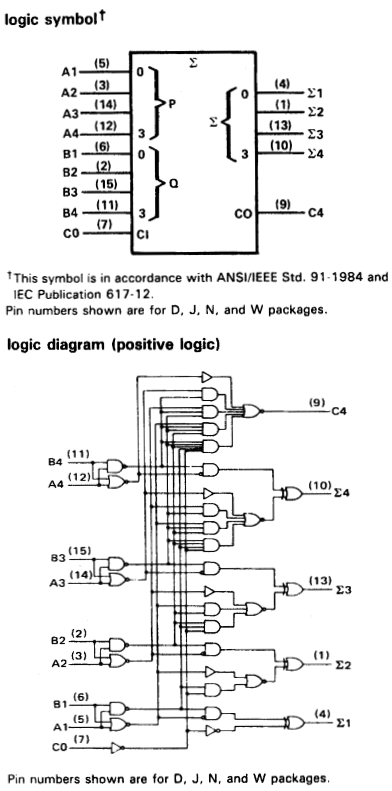 logic symbol†
Σ
A1 (5) 0
A2 (3)
A3 (14) P
A4 (12) 3
B1 (6) 0
B2 (2)
B3 (15) Q
B4 (11) 3
C0 (7) CI
0 (4) Σ1
(1) Σ2
Σ
(13) Σ3
3 (10) Σ4
CO (9) C4
†This symbol is in accordance with ANSI/IEEE Std. 91-1984 and
IEC Publication 617-12.
Pin numbers shown are for D, J, N, and W packages.
logic diagram (positive logic)
(9) C4
B4 (11)
A4 (12)
(10) Σ4
B3 (15)
A3 (14)
(13) Σ3
B2 (2)
A2 (3)
(1) Σ2
B1 (6)
A1 (5)
(4) Σ1
C0 (7)
Pin numbers shown are for D, J, N, and W packages.